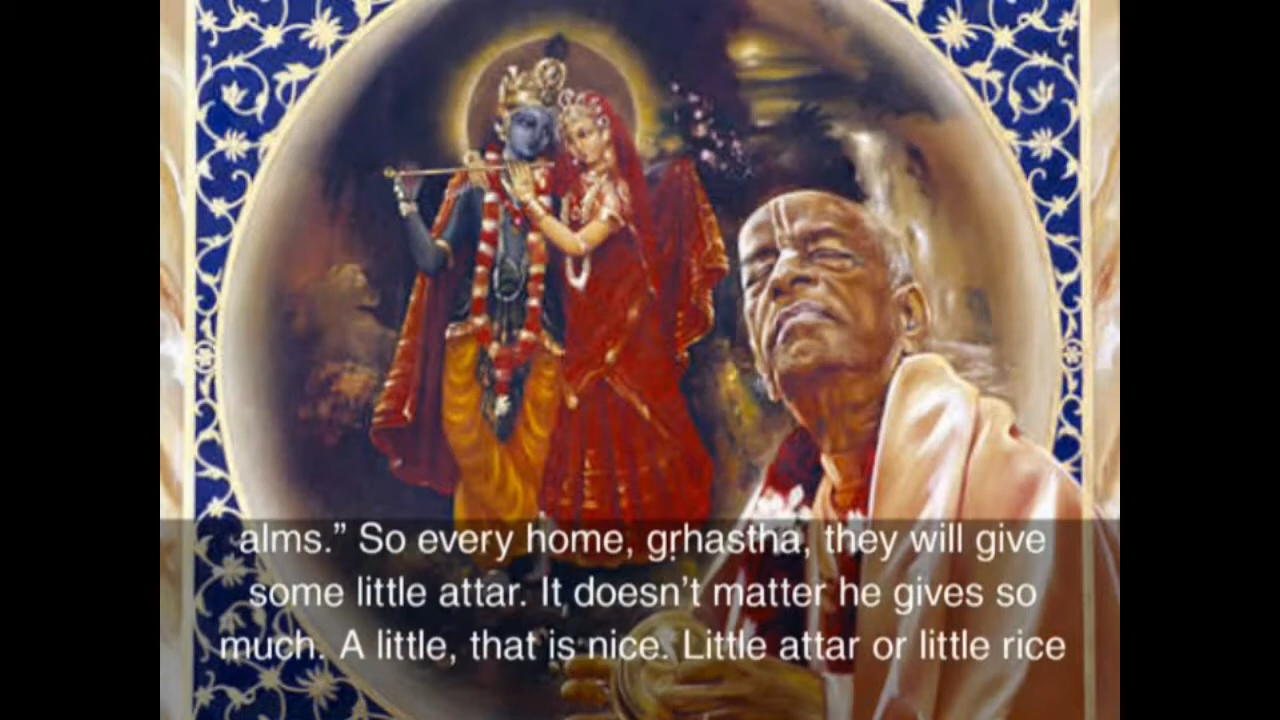 alms.” So every home, gṛhastha, they will give
some little attar. It doesn’t matter he gives so
much. A little, that is nice. Little attar or little rice